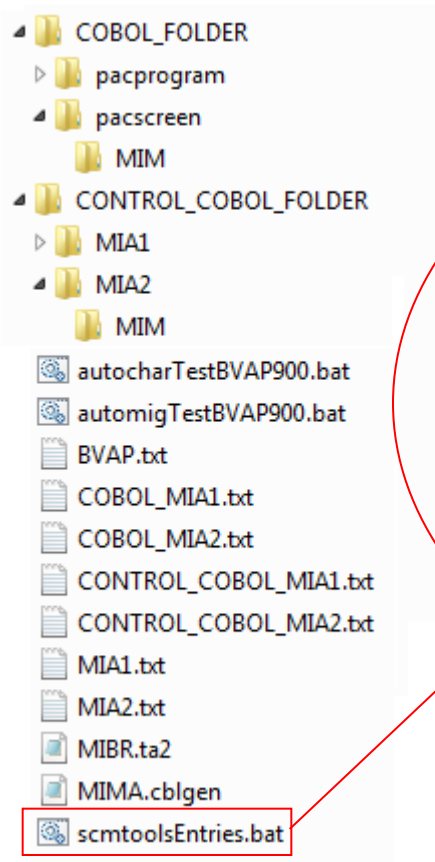 COBOL_FOLDER
pacprogram
pacscreen
MIM
CONTROL_COBOL_FOLDER
MIA1
MIA2
MIM
autocharTestBVAP900.bat
automigTestBVAP900.bat
BVAP.txt
COBOL_MIA1.txt
COBOL_MIA2.txt
CONTROL_COBOL_MIA1.txt
CONTROL_COBOL_MIA2.txt
MIA1.txt
MIA2.txt
MIBR.ta2
MIMA.cblgen
scmtoolsEntries.bat